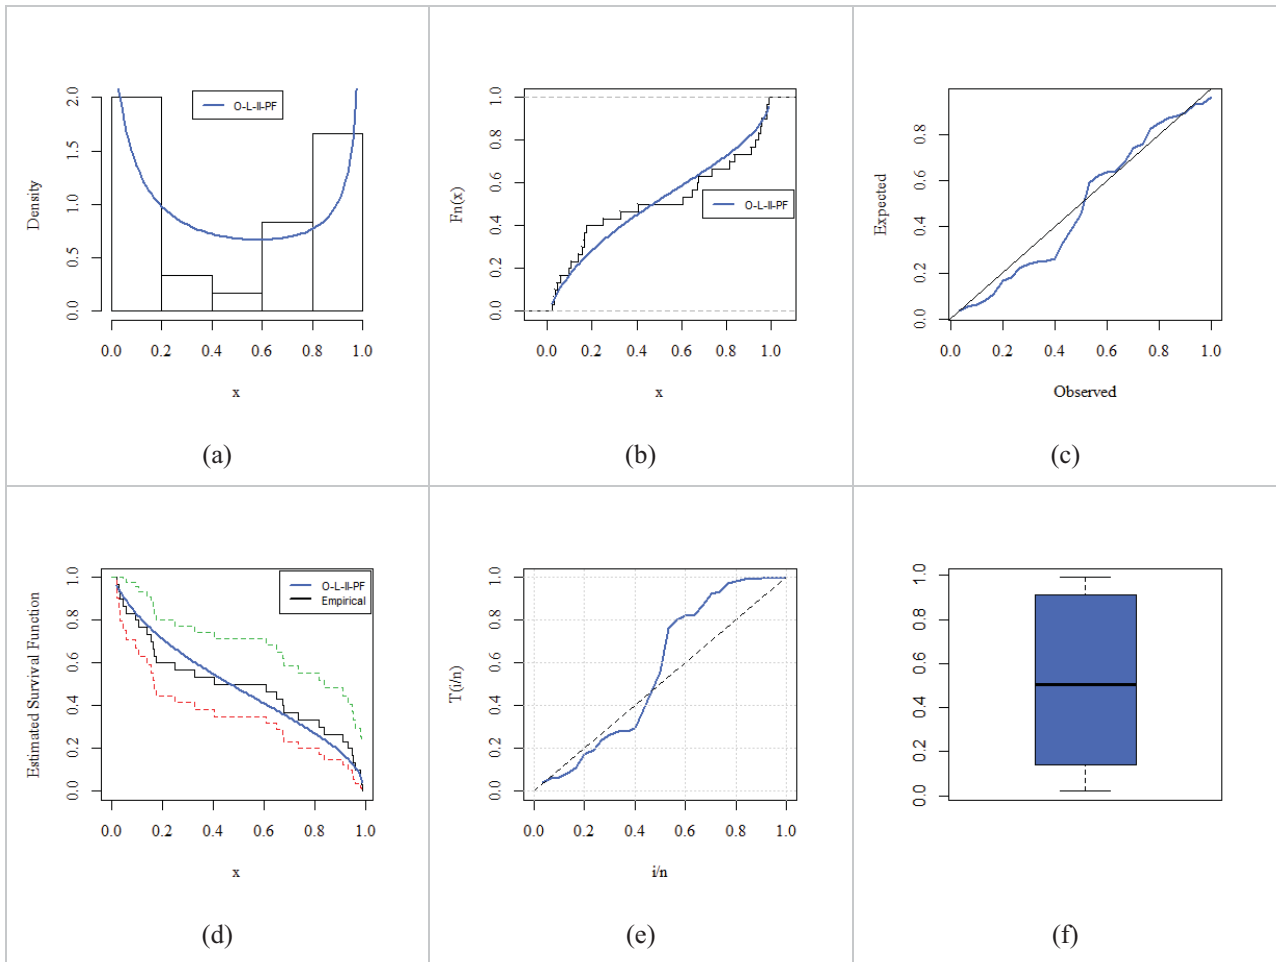 O-L-II-PF
Density
0.0 0.5 1.0 1.5 2.0
0.0 0.2 0.4 0.6 0.8 1.0
x
(a)
O-L-II-PF
Fn(x)
0.0 0.2 0.4 0.6 0.8 1.0
0.0 0.2 0.4 0.6 0.8 1.0
x
(b)
Expected
0.0 0.2 0.4 0.6 0.8
0.0 0.2 0.4 0.6 0.8 1.0
Observed
(c)
O-L-II-PF
Empirical
Estimated Survival Function
0.0 0.2 0.4 0.6 0.8 1.0
0.0 0.2 0.4 0.6 0.8 1.0
x
(d)
T(i/n)
0.0 0.2 0.4 0.6 0.8 1.0
0.0 0.2 0.4 0.6 0.8 1.0
i/n
(e)
0.0 0.2 0.4 0.6 0.8 1.0
(f)